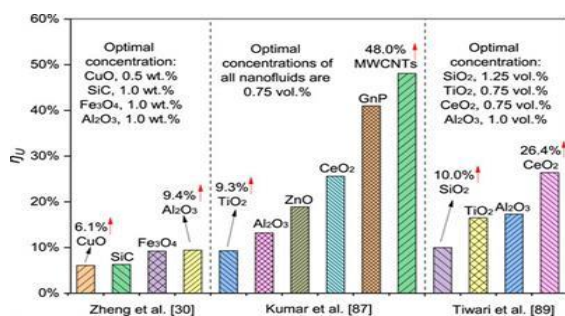 60%
50%
40%
30%
20%
10%
0%
ηU
Optimal
concentration:
CuO, 0.5 wt.%
SiC, 1.0 wt.%
Fe₃O₄, 1.0 wt.%
Al₂O₃, 1.0 wt.%
6.1%
CuO
SiC
Fe₃O₄
9.4%
Al₂O₃
Zheng et al. [30]
Optimal
concentrations of
all nanofluids are
0.75 vol.%
9.3%
TiO₂
Al₂O₃
ZnO
CeO₂
GnP
48.0%
MWCNTs
Kumar et al. [87]
Optimal
concentration:
SiO₂, 1.25 vol.%
TiO₂, 0.75 vol.%
CeO₂, 0.75 vol.%
Al₂O₃, 1.0 vol.%
10.0%
SiO₂
TiO₂
Al₂O₃
26.4%
CeO₂
Tiwari et al. [89]